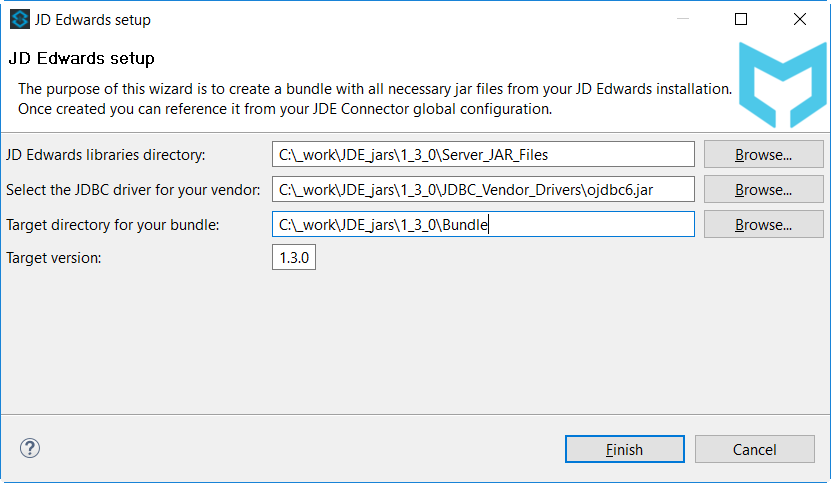 JD Edwards setup
JD Edwards setup
The purpose of this wizard is to create a bundle with all necessary jar files from your JD Edwards installation.
Once created you can reference it from your JDE Connector global configuration.
JD Edwards libraries directory: C:\_work\JDE_jars\1_3_0\Server_JAR_Files Browse...
Select the JDBC driver for your vendor: C:\_work\JDE_jars\1_3_0\JDBC_Vendor_Drivers\ojdbc6.jar Browse...
Target directory for your bundle: C:\_work\JDE_jars\1_3_0\Bundle Browse...
Target version: 1.3.0
? Finish Cancel